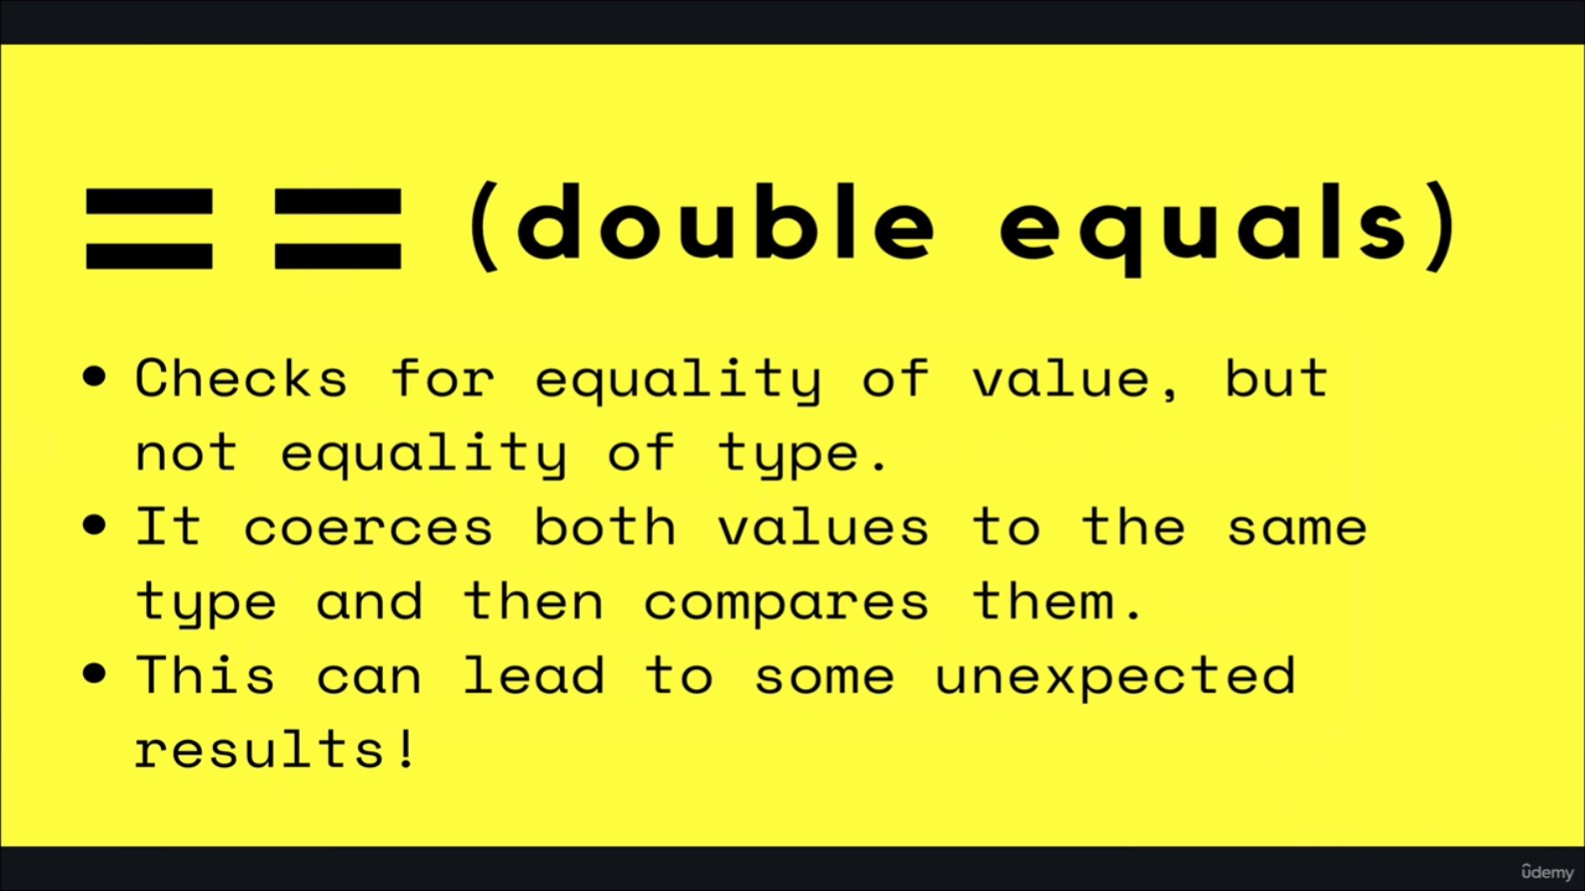 == (double equals)
• Checks for equality of value, but
not equality of type.
• It coerces both values to the same
type and then compares them.
• This can lead to some unexpected
results!
ûdemy